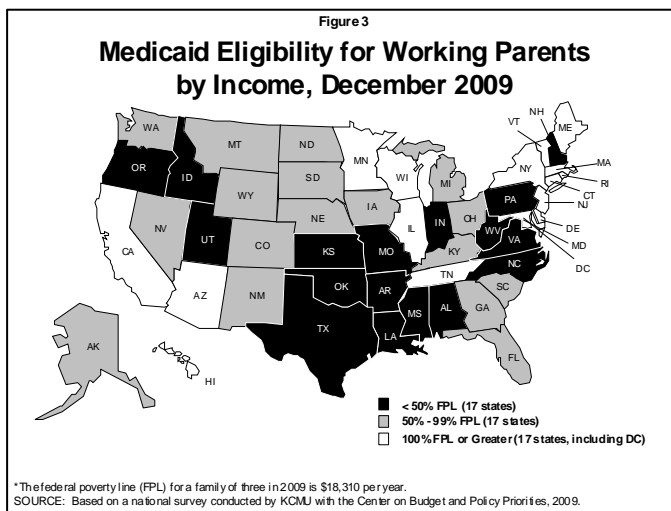 Figure 3
Medicaid Eligibility for Working Parents
by Income, December 2009
WA
OR
ID
MT
ND
SD
WY
NE
NV
UT
CO
CA
AZ
NM
KS
OK
TX
MN
WI
IA
IL
MO
AR
LA
MS
AL
TN
KY
IN
MI
OH
WV
VA
NC
SC
GA
FL
PA
NY
VT
NH
ME
MA
RI
CT
NJ
DE
MD
DC
AK
HI
< 50% FPL (17 states)
50% - 99% FPL (17 states)
100% FPL or Greater (17 states, including DC)
*The federal poverty line (FPL) for a family of three in 2009 is $18,310 per year.
SOURCE: Based on a national survey conducted by KCMU with the Center on Budget and Policy Priorities, 2009.